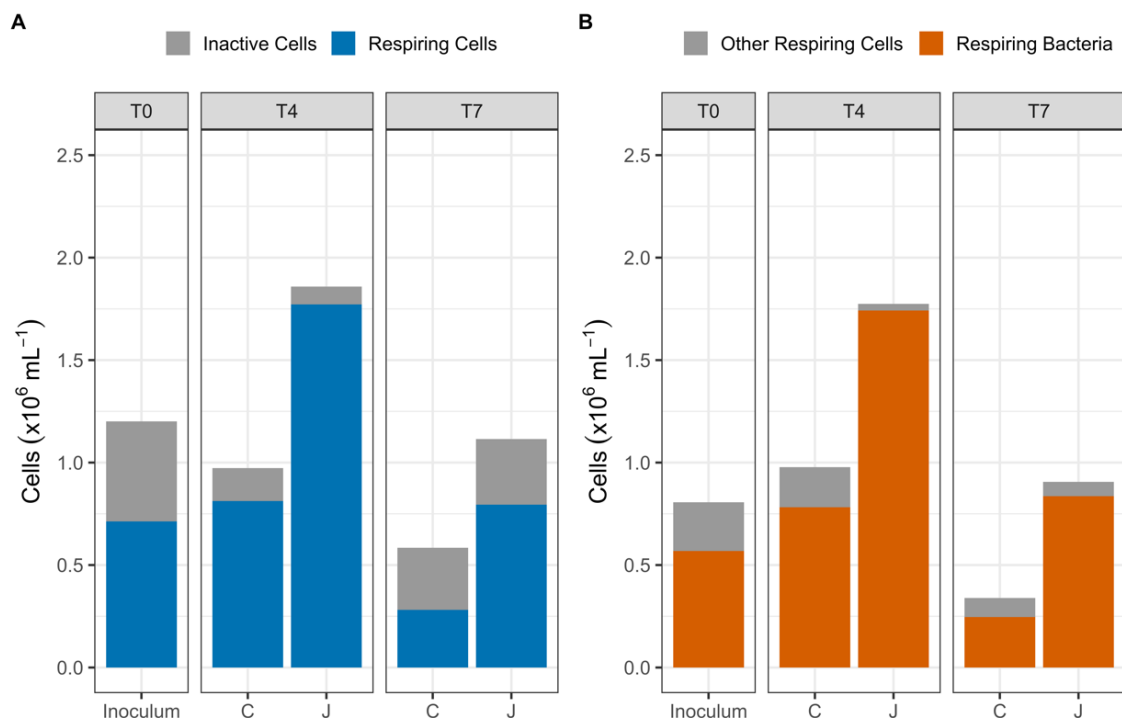 A
Inactive Cells Respiring Cells
T0 T4 T7
2.5
2.0
1.5
1.0
0.5
0.0
Cells (x10⁶ mL⁻¹)
Inoculum C J C J
B
Other Respiring Cells Respiring Bacteria
T0 T4 T7
2.5
2.0
1.5
1.0
0.5
0.0
Cells (x10⁶ mL⁻¹)
Inoculum C J C J